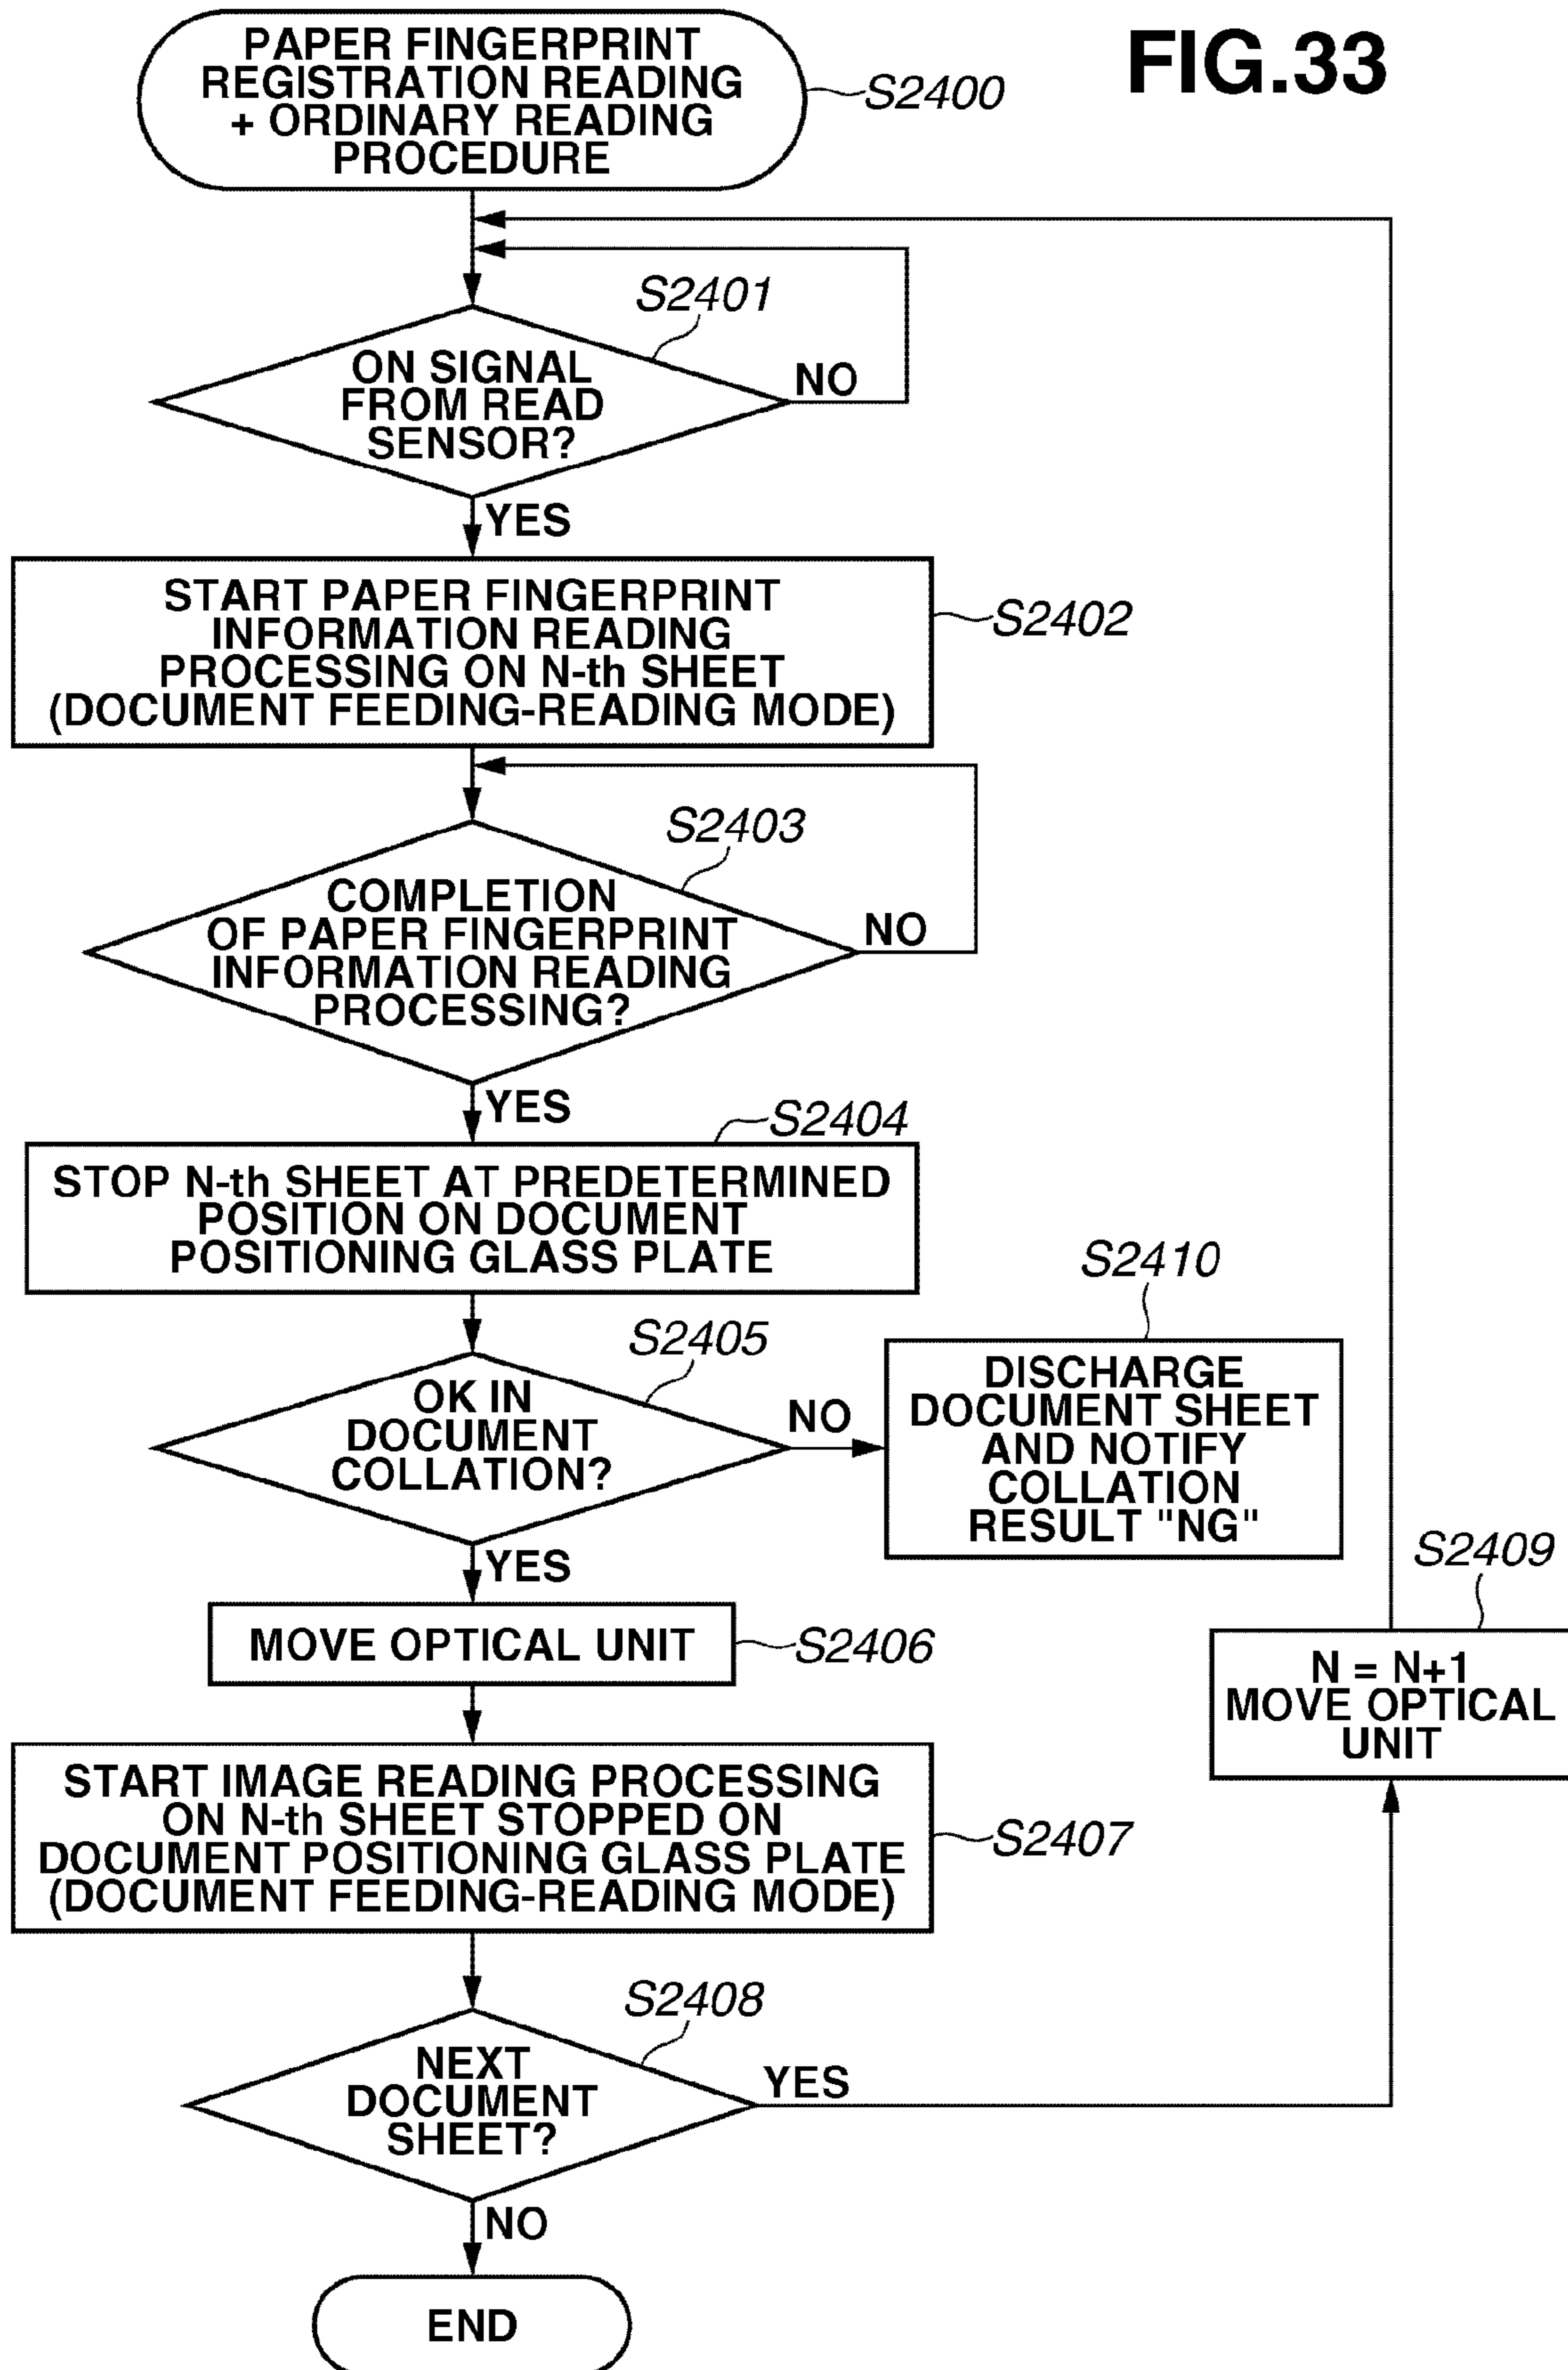 FIG.33
PAPER FINGERPRINT
REGISTRATION READING
+ ORDINARY READING
PROCEDURE
S2400
S2401
ON SIGNAL
FROM READ
SENSOR?
NO
YES
START PAPER FINGERPRINT
INFORMATION READING
PROCESSING ON N-th SHEET
(DOCUMENT FEEDING-READING MODE)
S2402
S2403
COMPLETION
OF PAPER FINGERPRINT
INFORMATION READING
PROCESSING?
NO
YES
S2404
STOP N-th SHEET AT PREDETERMINED
POSITION ON DOCUMENT
POSITIONING GLASS PLATE
S2405
OK IN
DOCUMENT
COLLATION?
NO
S2410
DISCHARGE
DOCUMENT SHEET
AND NOTIFY
COLLATION
RESULT "NG"
YES
MOVE OPTICAL UNIT
S2406
S2409
N = N+1
MOVE OPTICAL
UNIT
START IMAGE READING PROCESSING
ON N-th SHEET STOPPED ON
DOCUMENT POSITIONING GLASS PLATE
(DOCUMENT FEEDING-READING MODE)
S2407
S2408
NEXT
DOCUMENT
SHEET?
YES
NO
END